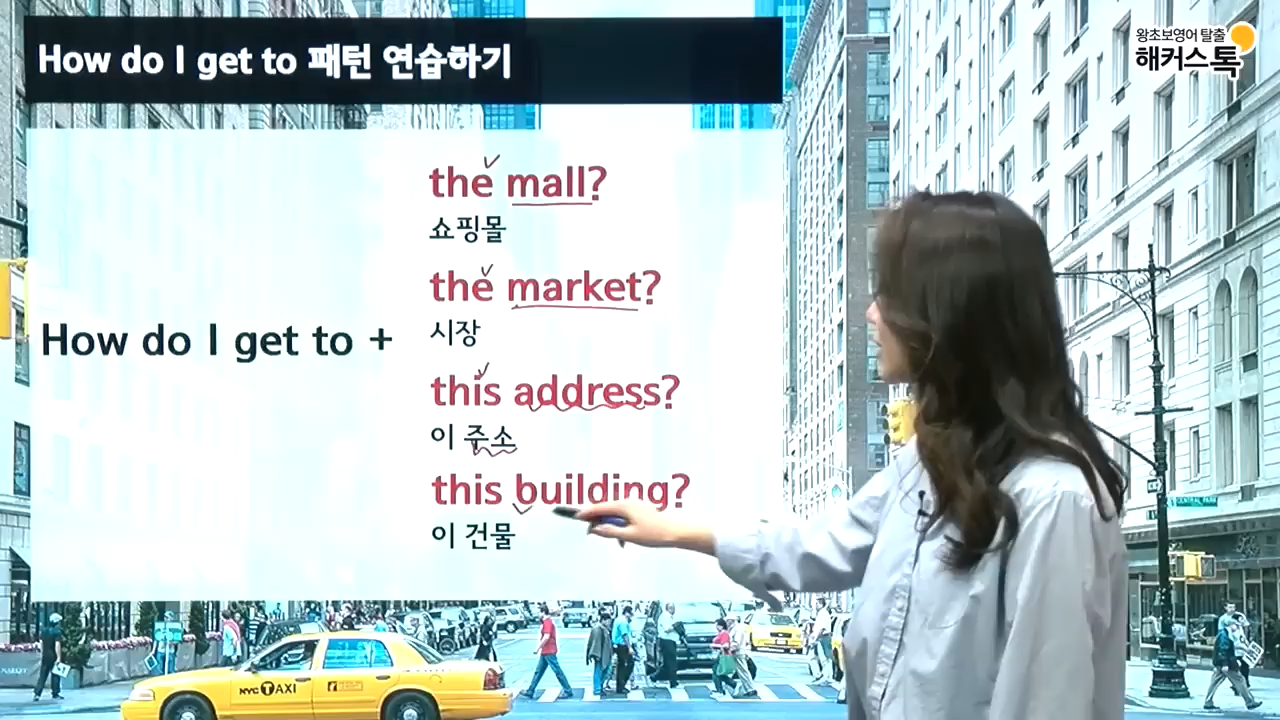 How do I get to 패턴 연습하기
왕초보영어 탈출
해커스톡
the mall?
쇼핑몰
the market?
시장
How do I get to +
this address?
이 주소
this building?
이 건물
NYC TAXI
CENTRAL PARK